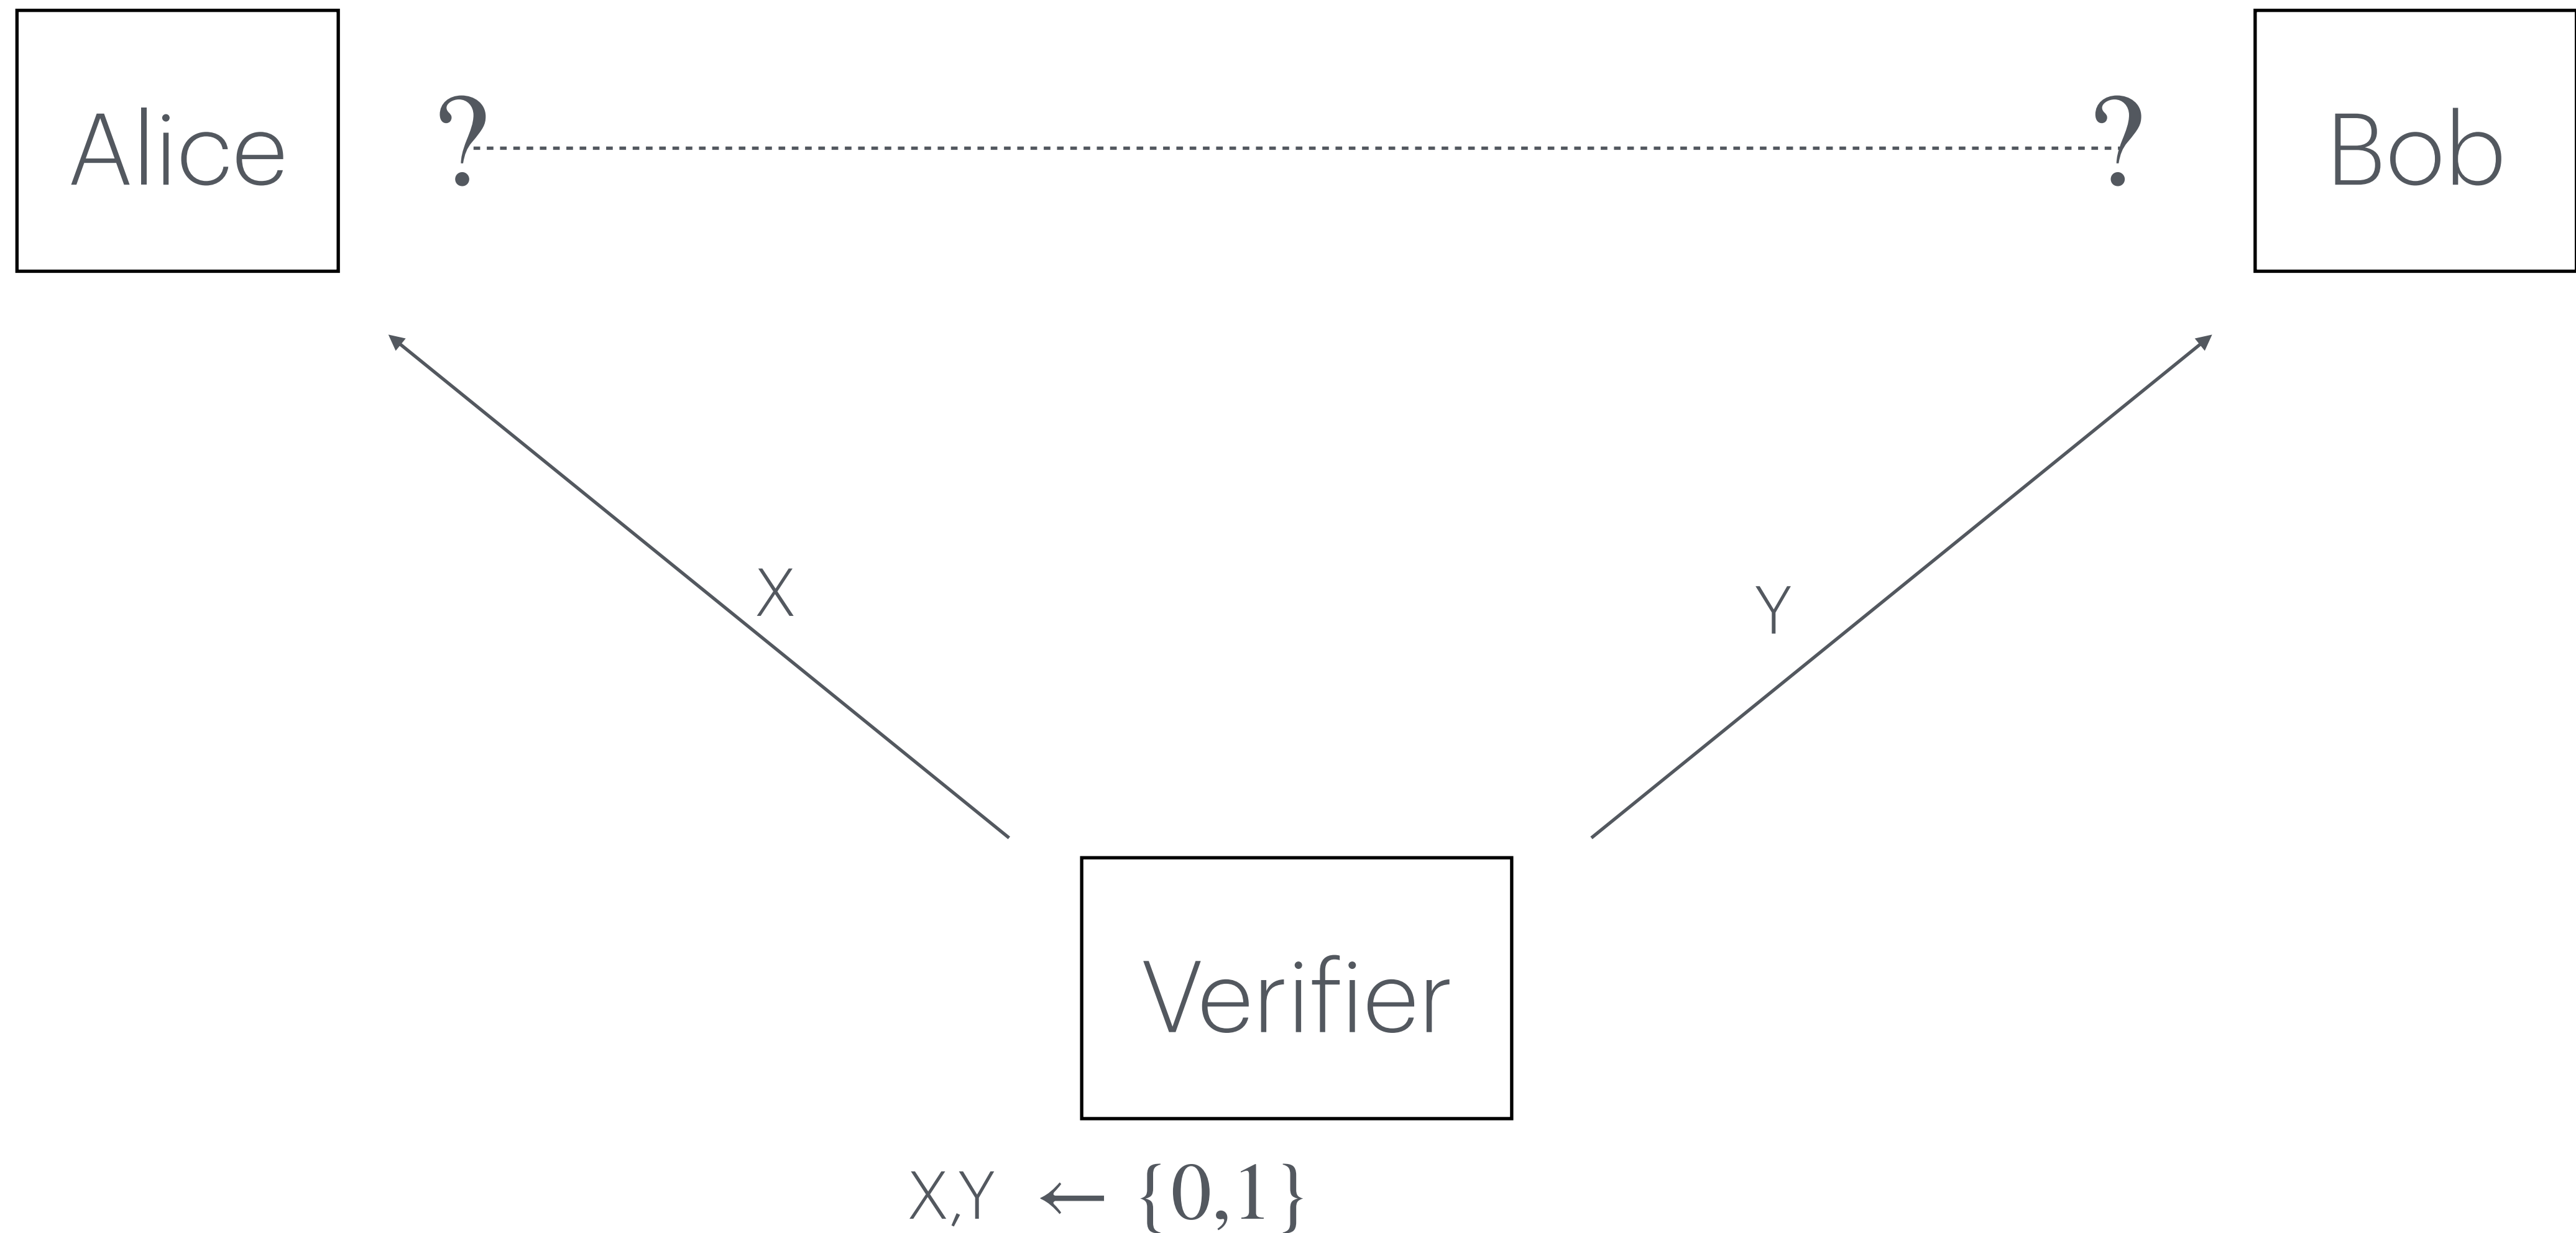 Alice
?
?
Bob
X
Y
Verifier
X,Y ← {0,1}